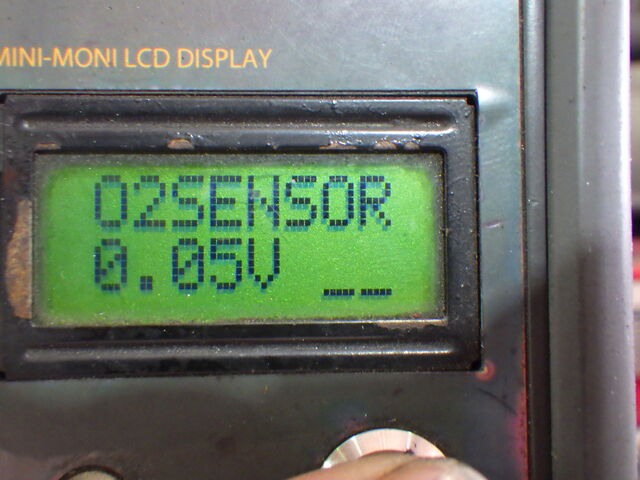 MINI-MONI LCD DISPLAY
O2SENSOR
0.05V __